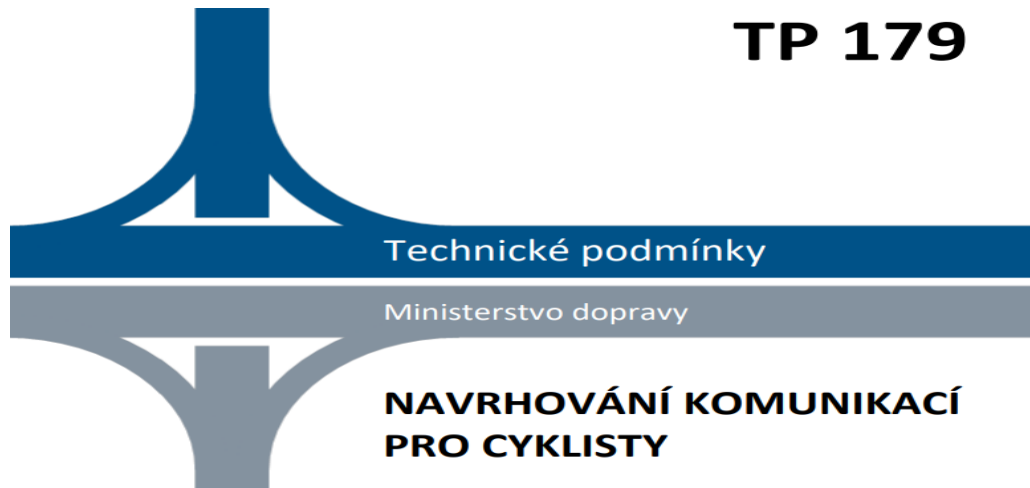 TP 179
Technické podmínky
Ministerstvo dopravy
NAVRHOVÁNÍ KOMUNIKACÍ
PRO CYKLISTY